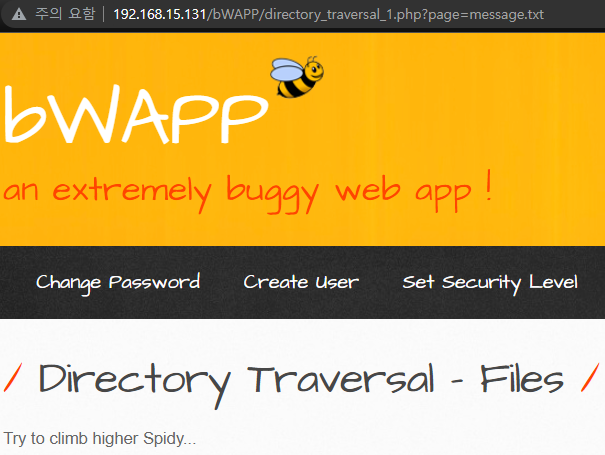 주의 요함 192.168.15.131/bWAPP/directory_traversal_1.php?page=message.txt
bWAPP
an extremely buggy web app !
Change Password Create User Set Security Level
/ Directory Traversal - Files /
Try to climb higher Spidy...